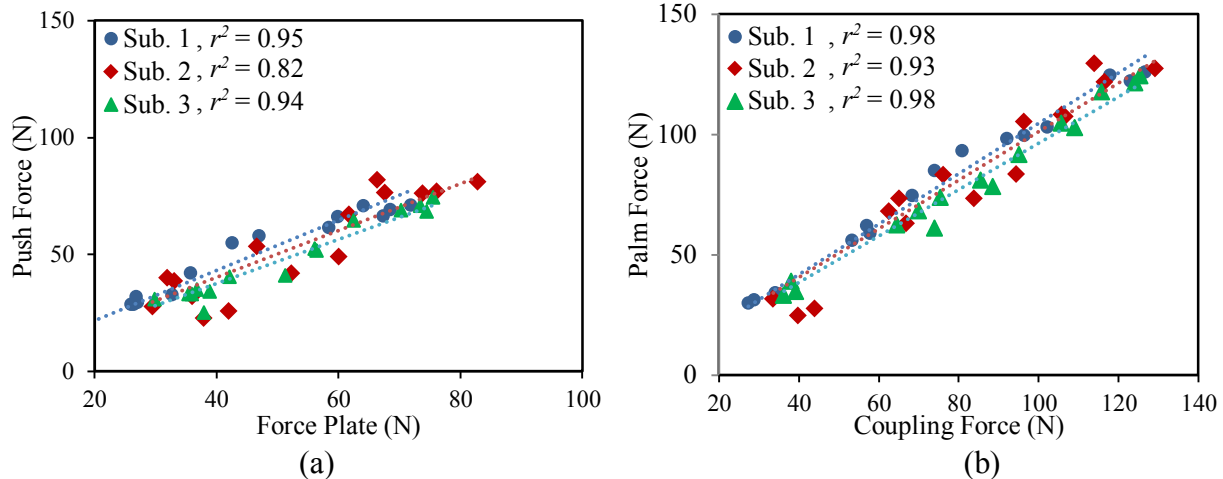 150
Sub. 1 , r² = 0.95
Sub. 2 , r² = 0.82
Sub. 3 , r² = 0.94
100
50
0
Push Force (N)
20 40 60 80 100
Force Plate (N)
(a)
150
Sub. 1 , r² = 0.98
Sub. 2 , r² = 0.93
Sub. 3 , r² = 0.98
100
50
0
Palm Force (N)
20 40 60 80 100 120 140
Coupling Force (N)
(b)